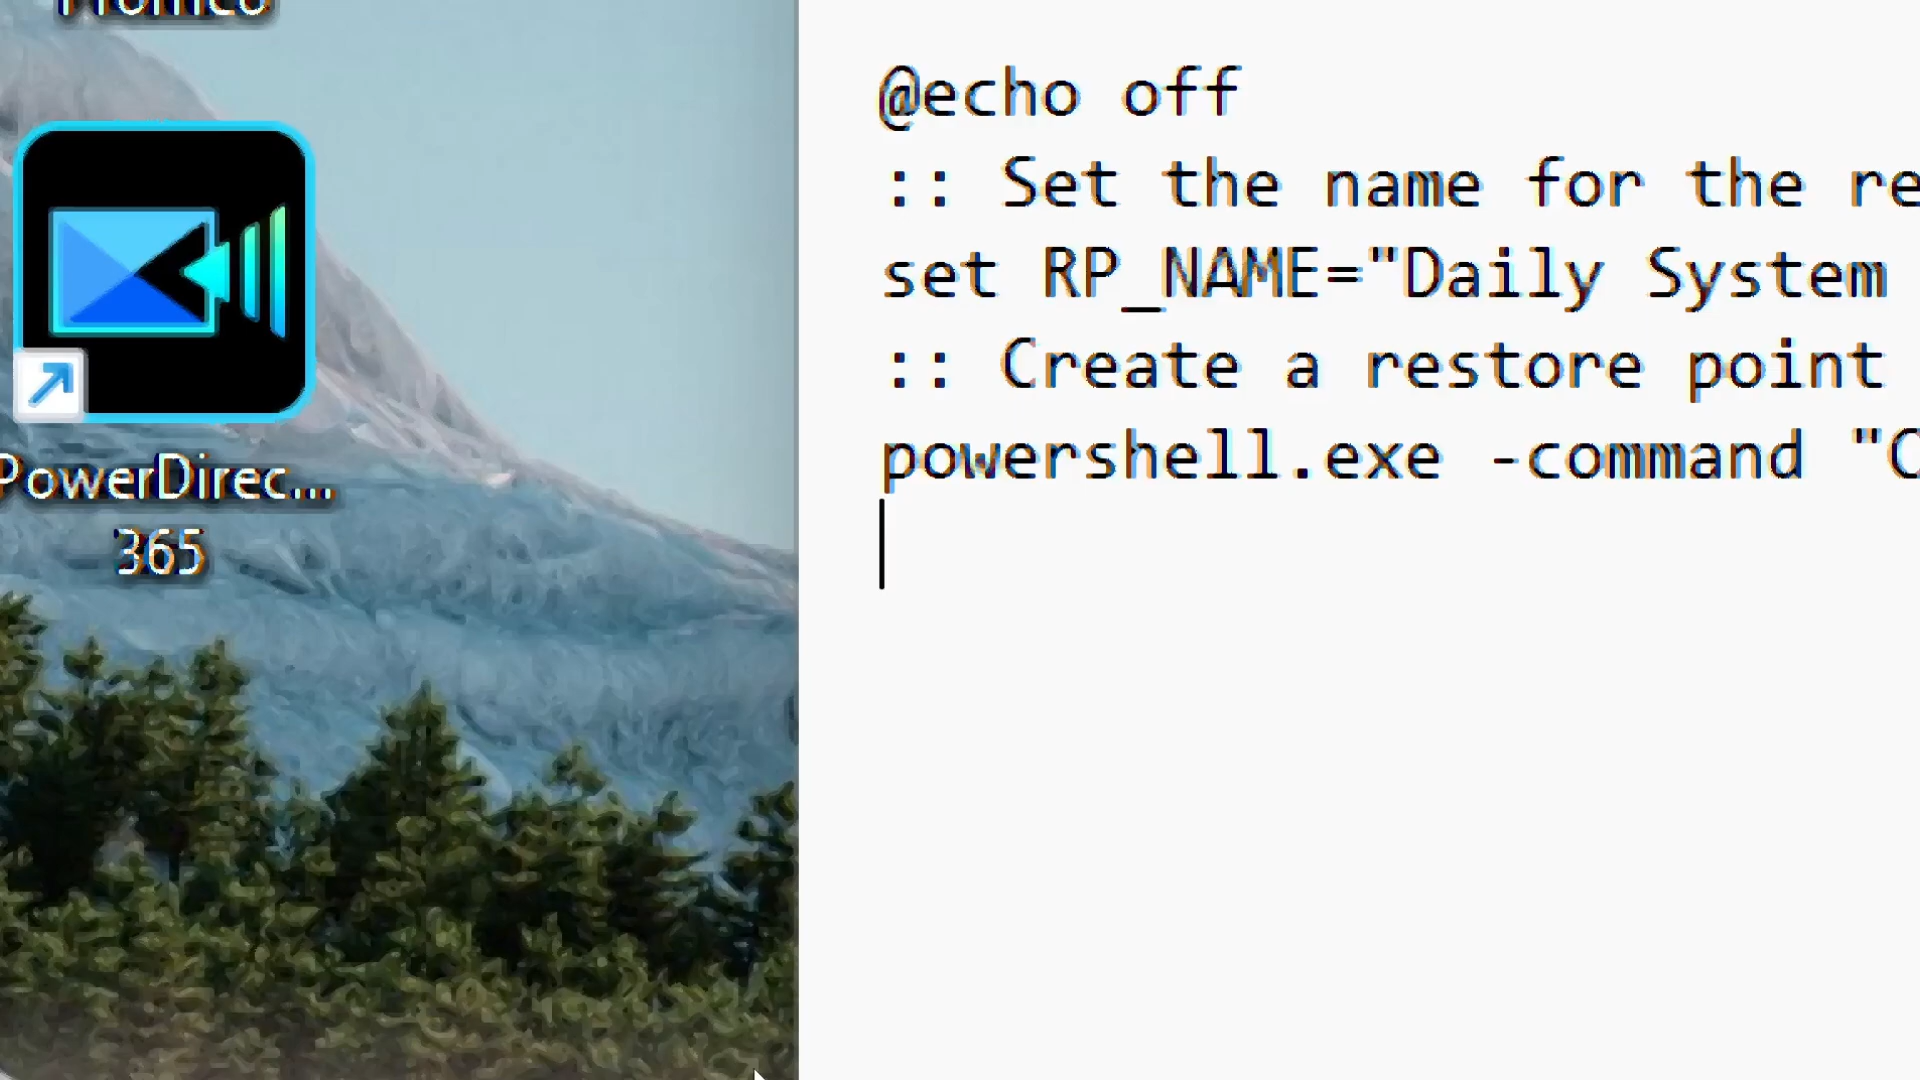 PowerDirec...
365
@echo off
:: Set the name for the re
set RP_NAME="Daily System
:: Create a restore point
powershell.exe -command "C